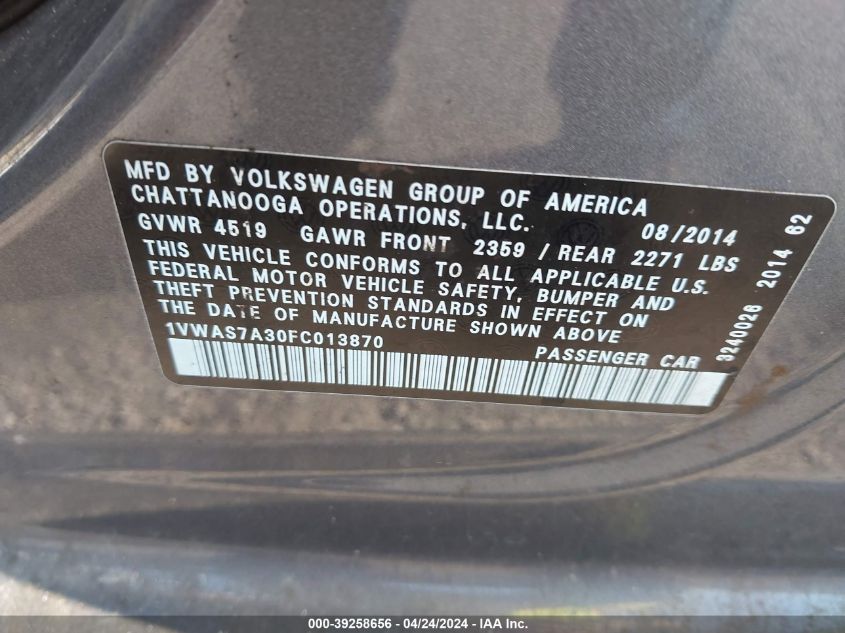 MFD BY VOLKSWAGEN GROUP OF AMERICA
CHATTANOOGA OPERATIONS, LLC. 08/2014
GVWR 4519 GAWR FRONT 2359 / REAR 2271 LBS
THIS VEHICLE CONFORMS TO ALL APPLICABLE U.S.
FEDERAL MOTOR VEHICLE SAFETY, BUMPER AND
THEFT PREVENTION STANDARDS IN EFFECT ON
THE DATE OF MANUFACTURE SHOWN ABOVE
1VWAS7A30FC013870 PASSENGER CAR
3240026 2014 62
000-39258656 - 04/24/2024 - IAA Inc.